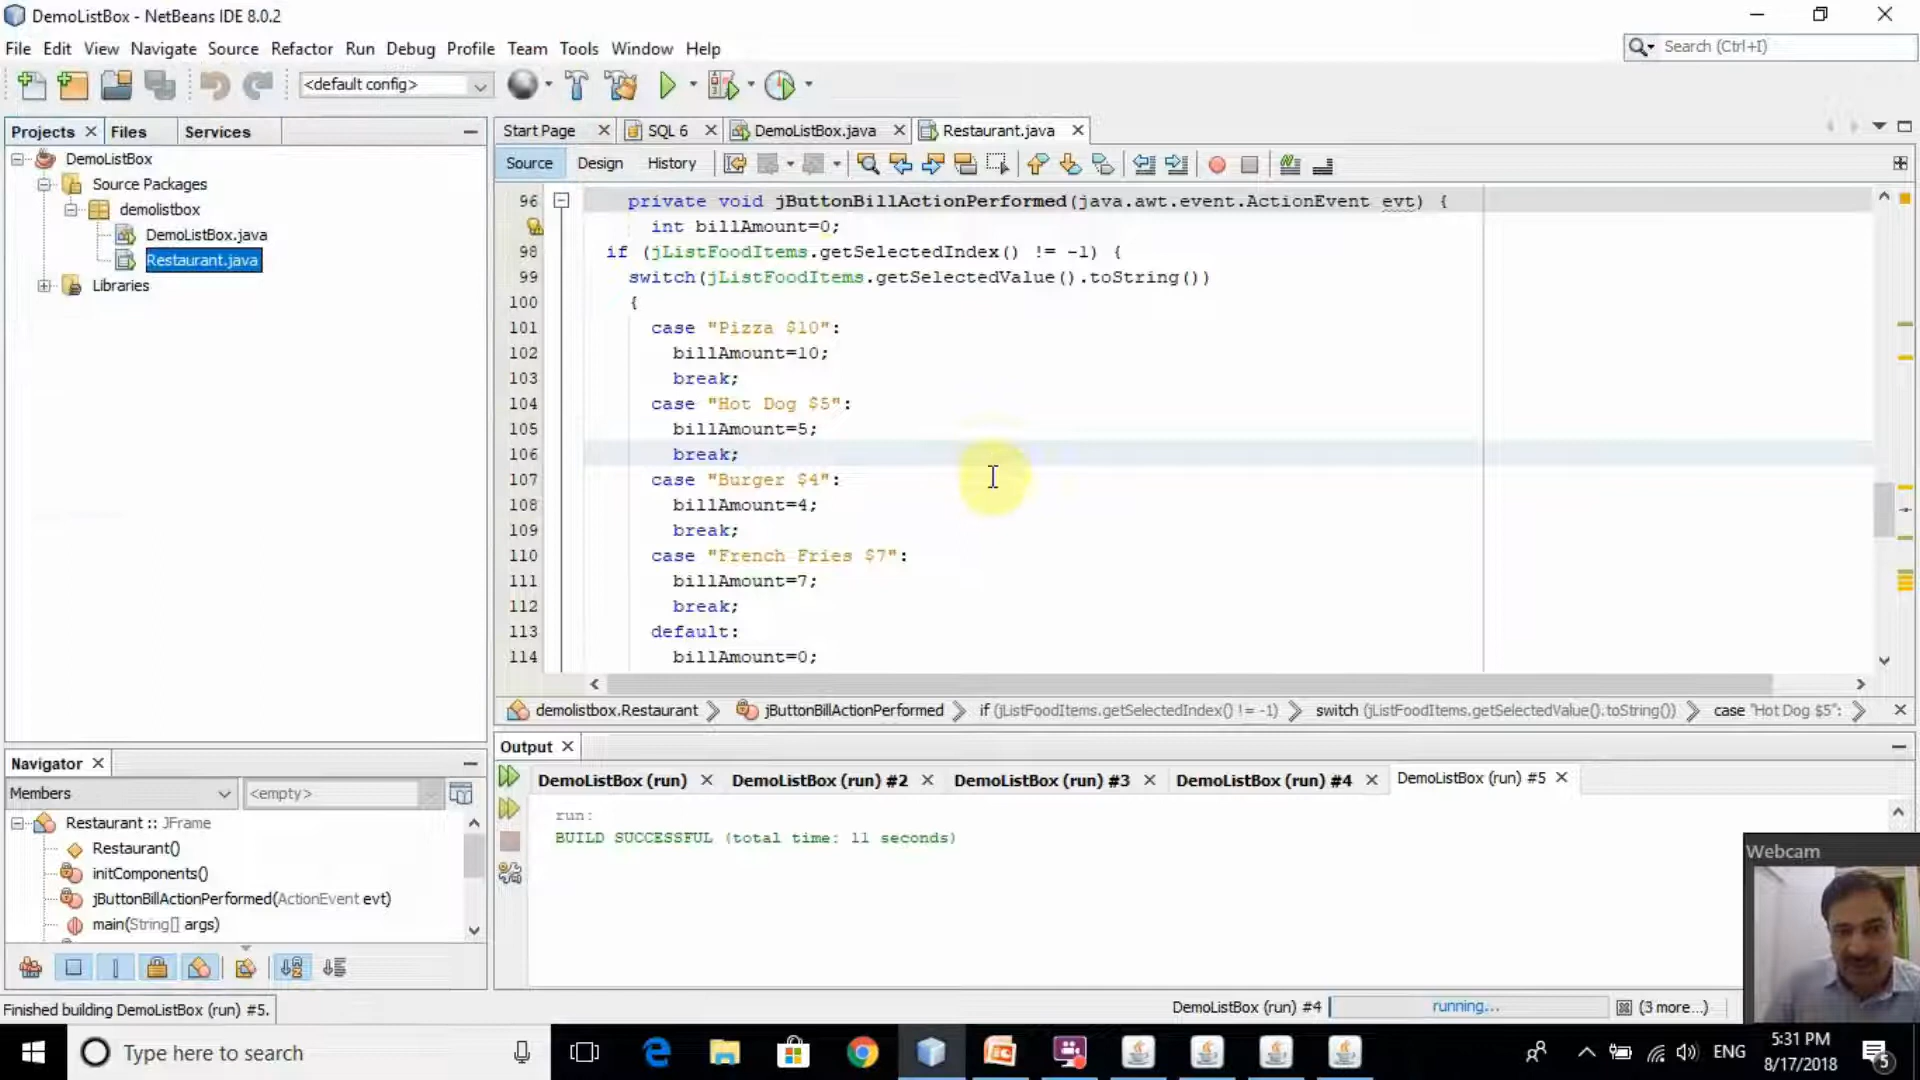 DemoListBox - NetBeans IDE 8.0.2
File Edit View Navigate Source Refactor Run Debug Profile Team Tools Window Help
Search (Ctrl+I)
<default config>
Projects Files Services
Start Page SQL 6 DemoListBox.java Restaurant.java
Source Design History
DemoListBox
Source Packages
demolistbox
DemoListBox.java
Restaurant.java
Libraries
96 private void jButtonBillActionPerformed(java.awt.event.ActionEvent evt) {
int billAmount=0;
98 if (jListFoodItems.getSelectedIndex() != -1) {
99 switch(jListFoodItems.getSelectedValue().toString())
100 {
101 case "Pizza $10":
102 billAmount=10;
103 break;
104 case "Hot Dog $5":
105 billAmount=5;
106 break;
107 case "Burger $4":
108 billAmount=4;
109 break;
110 case "French Fries $7":
111 billAmount=7;
112 break;
113 default:
114 billAmount=0;
demolistbox.Restaurant jButtonBillActionPerformed if (jListFoodItems.getSelectedIndex() != -1) switch (jListFoodItems.getSelectedValue().toString()) case "Hot Dog $5":
Navigator
Members <empty>
Restaurant :: JFrame
Restaurant()
initComponents()
jButtonBillActionPerformed(ActionEvent evt)
main(String[] args)
Output
DemoListBox (run) DemoListBox (run) #2 DemoListBox (run) #3 DemoListBox (run) #4 DemoListBox (run) #5
run:
BUILD SUCCESSFUL (total time: 11 seconds)
Webcam
Finished building DemoListBox (run) #5.
DemoListBox (run) #4 running... (3 more...)
Type here to search
ENG
5:31 PM
8/17/2018
5